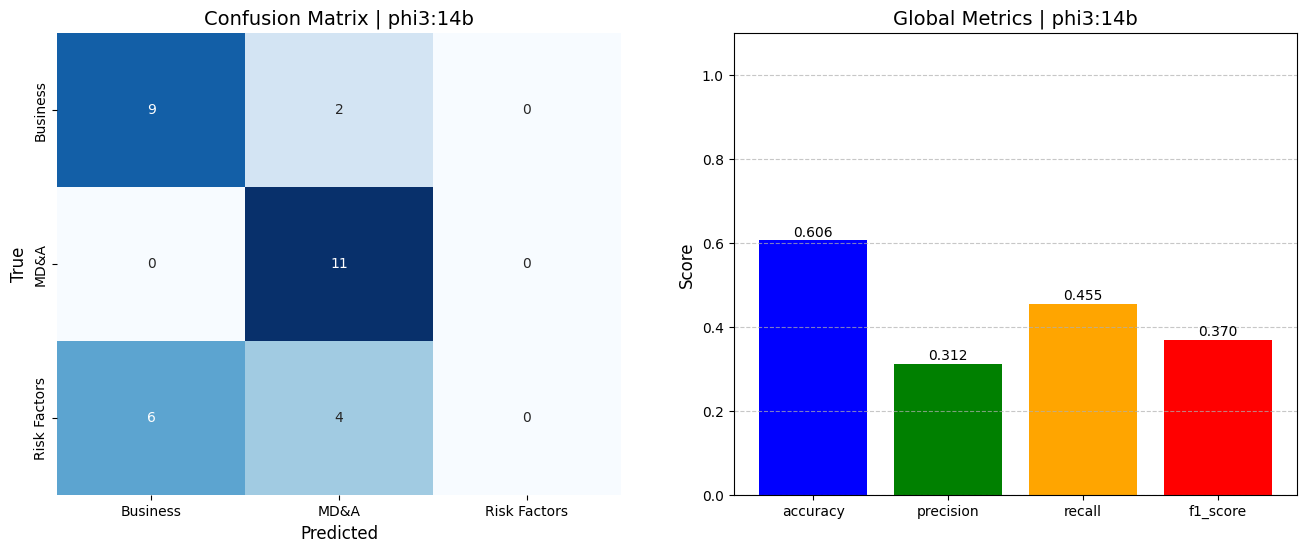 Confusion Matrix | phi3:14b
True
Business
MD&A
Risk Factors
9 2 0
0 11 0
6 4 0
Business MD&A Risk Factors
Predicted
Global Metrics | phi3:14b
Score
1.0
0.8
0.6
0.4
0.2
0.0
0.606
0.312
0.455
0.370
accuracy precision recall f1_score